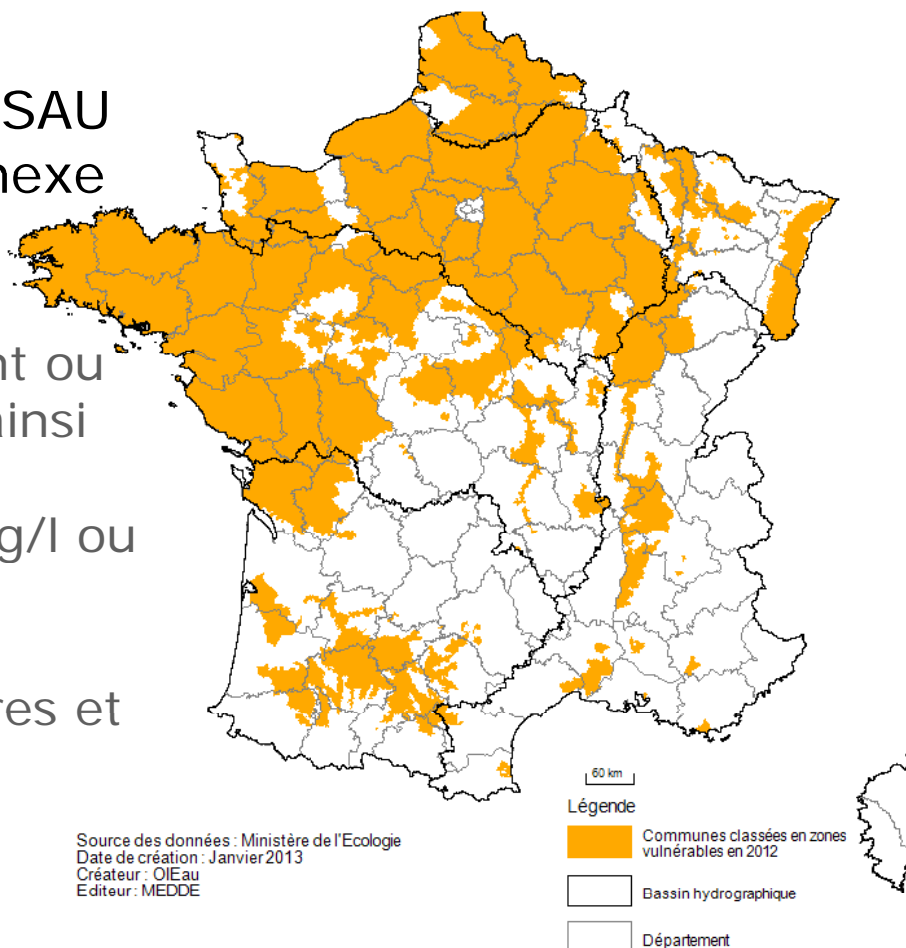 SAU
nexe
nt ou
ainsi
g/l ou
res et
60 km
Légende
Communes classées en zones
vulnérables en 2012
Bassin hydrographique
Département
Source des données : Ministère de l'Ecologie
Date de création : Janvier 2013
Créateur : OIEau
Editeur : MEDDE